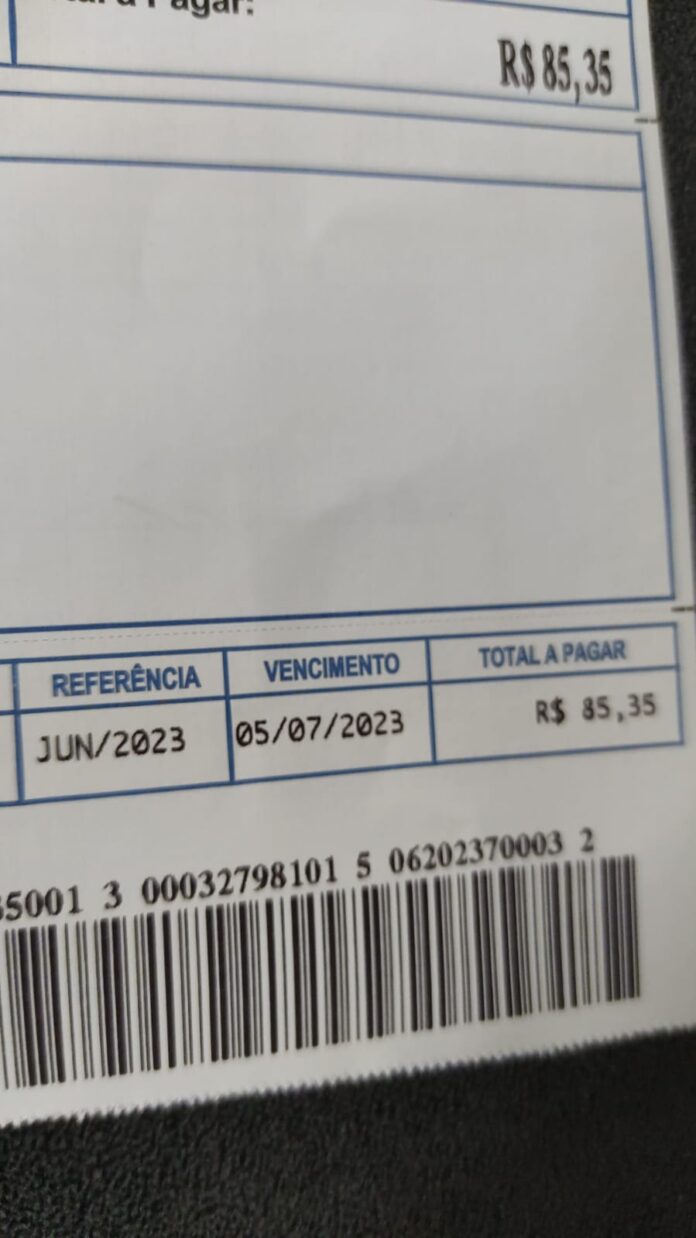 a Pagar:
R$ 85,35
REFERÊNCIA VENCIMENTO TOTAL A PAGAR
JUN/2023 05/07/2023 R$ 85,35
5001 3 00032798101 5 06202370003 2